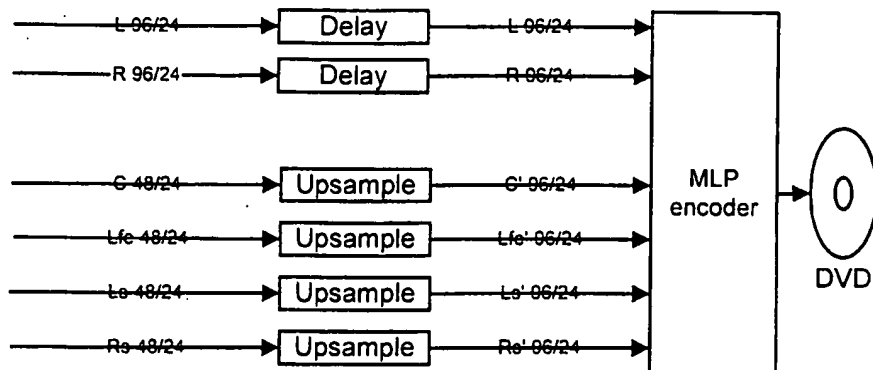 L 96/24 Delay L 96/24
R 96/24 Delay R 96/24
C 48/24 Upsample C' 96/24
MLP
encoder
Lfe 48/24 Upsample Lfe' 96/24
Ls 48/24 Upsample Ls' 96/24
DVD
Rs 48/24 Upsample Rs' 96/24